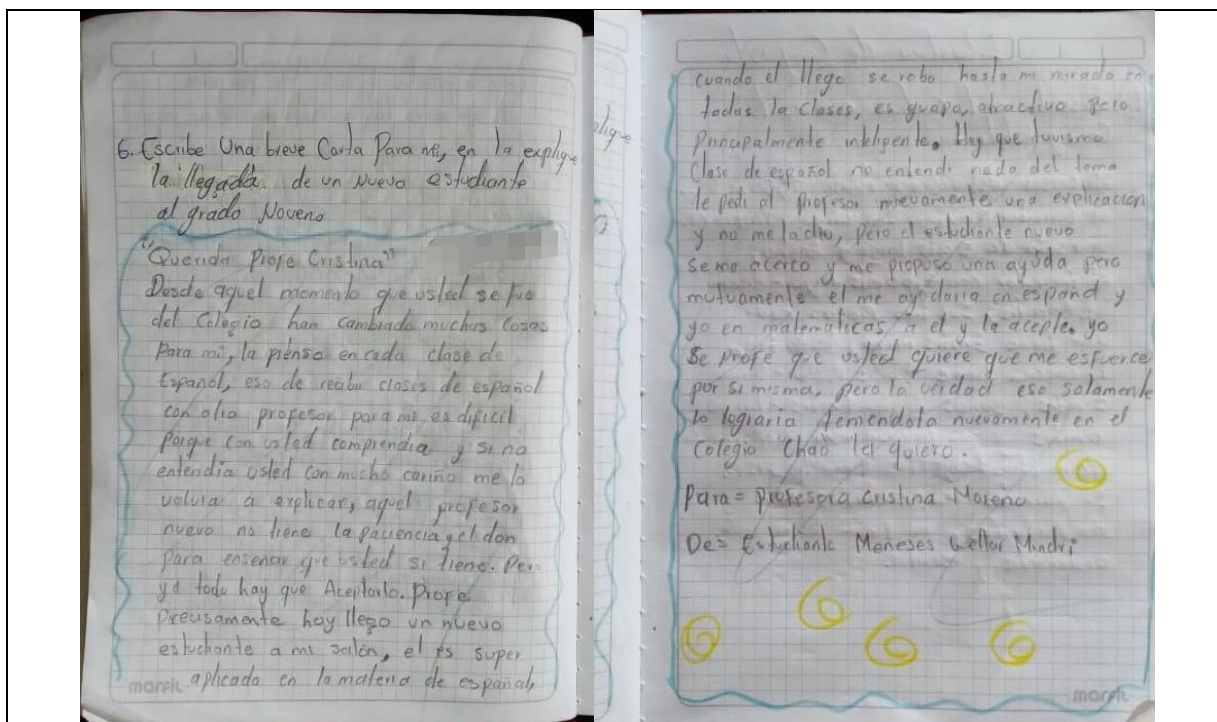 6. Escribe Una breve Carta Para mi, en la explique
la llegada de un Nuevo estudiante
al grado Noveno
"Querida Profe Cristina"
Desde aquel momento que usted se fue
del Colegio han cambiado muchas cosas
Para mi, la pienso en cada clase de
Español, eso de recibir clases de español
con otro profesor para mi es dificil
Porque con usted comprendia y si no
entendia usted con mucho cariño me lo
volvia a explicar, aquel profesor
nuevo no tiene la paciencia y el don
para enseñar que usted si tiene. Per
ya todo hay que Aceptarlo. Profe
Precisamente hoy llego un nuevo
estudiante a mi salón, el es super
aplicado en la materia de español,
marfil
plique
cuando el llego se robo hasta mi mirada en
todas la clases, es guapo, atractivo Pero
Principalmente inteligente. Hoy que tuvismo
Clase de español no entendi nada del tema
le pedi al profesor nuevamente una explicacion
y no me la dio, pero el estudiante nuevo
se me acerco y me propuso una ayuda pero
mutuamente el me ayudaria en español y
yo en matematicas a el y la acepte. yo
Se Profe que usted quiere que me esfuerce
por si misma, pero la verdad eso solamente
lo lograria teniendola nuevamente en el
Colegio Chao la quiero.
Para = profesora Cristina Moreno
De = Estudiante Meneses
marfil